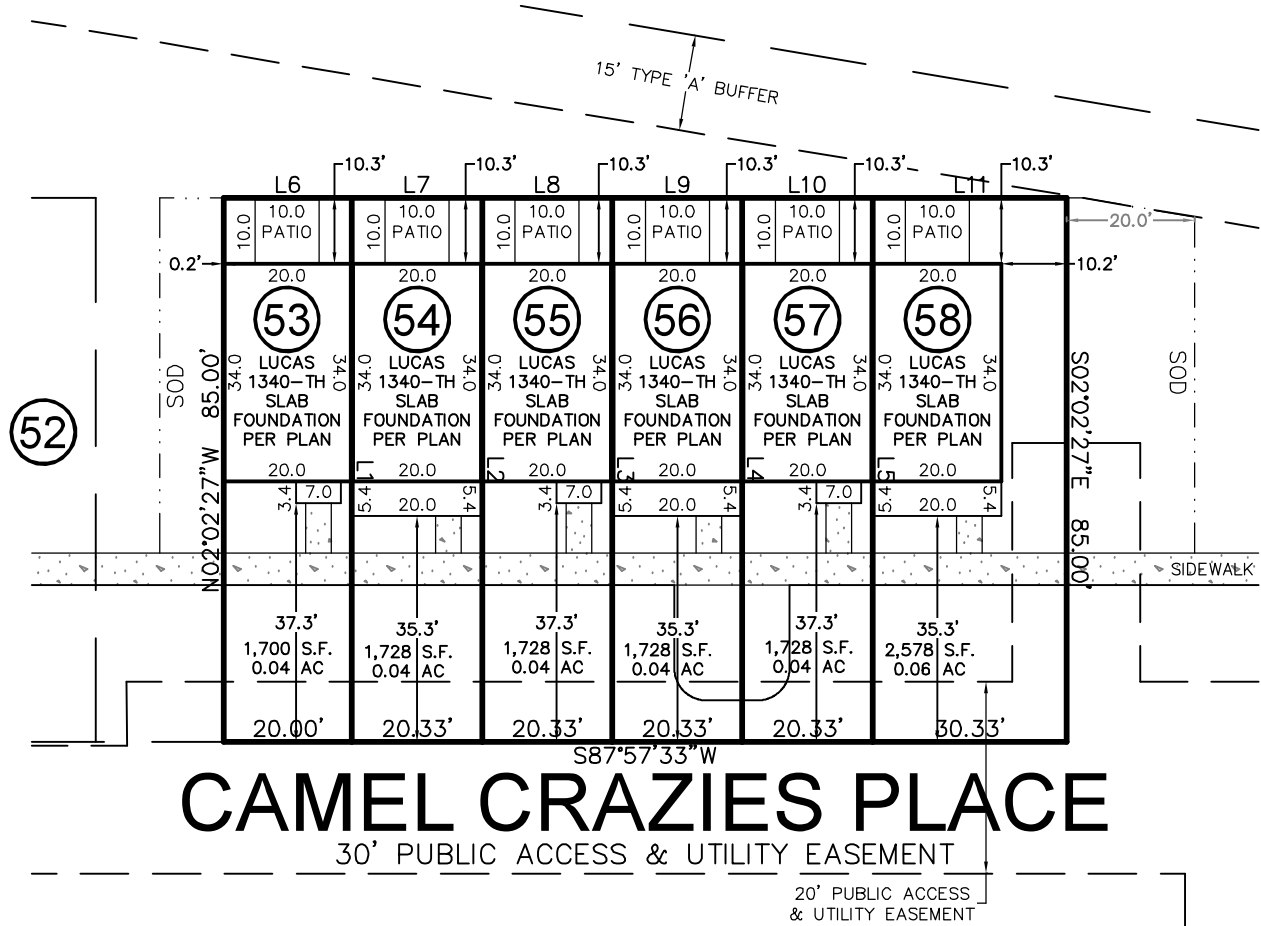 15' TYPE 'A' BUFFER
10.3' 10.3' 10.3' 10.3' 10.3' 10.3'
L6 L7 L8 L9 L10 L11
10.0 10.0 10.0 10.0 10.0 10.0
PATIO PATIO PATIO PATIO PATIO PATIO
10.0 10.0 10.0 10.0 10.0 10.0
20.0'
0.2' 10.2'
20.0 20.0 20.0 20.0 20.0 20.0
53 54 55 56 57 58
52
LUCAS
1340-TH
SLAB
FOUNDATION
PER PLAN
LUCAS
1340-TH
SLAB
FOUNDATION
PER PLAN
LUCAS
1340-TH
SLAB
FOUNDATION
PER PLAN
LUCAS
1340-TH
SLAB
FOUNDATION
PER PLAN
LUCAS
1340-TH
SLAB
FOUNDATION
PER PLAN
LUCAS
1340-TH
SLAB
FOUNDATION
PER PLAN
34.0 34.0 34.0 34.0 34.0 34.0 34.0 34.0 34.0 34.0 34.0 34.0
SOD
SOD
N02°02'27"W 85.00'
S02°02'27"E 85.00'
20.0 20.0 20.0 20.0 20.0 20.0
L1 L2 L3 L4 L5
3.4 7.0 5.4 20.0 5.4 3.4 7.0 5.4 20.0 5.4 3.4 7.0 5.4 20.0 5.4
SIDEWALK
37.3'
1,700 S.F.
0.04 AC
35.3'
1,728 S.F.
0.04 AC
37.3'
1,728 S.F.
0.04 AC
35.3'
1,728 S.F.
0.04 AC
37.3'
1,728 S.F.
0.04 AC
35.3'
2,578 S.F.
0.06 AC
20.00' 20.33' 20.33' 20.33' 20.33' 30.33'
S87°57'33"W
CAMEL CRAZIES PLACE
30' PUBLIC ACCESS & UTILITY EASEMENT
20' PUBLIC ACCESS
& UTILITY EASEMENT